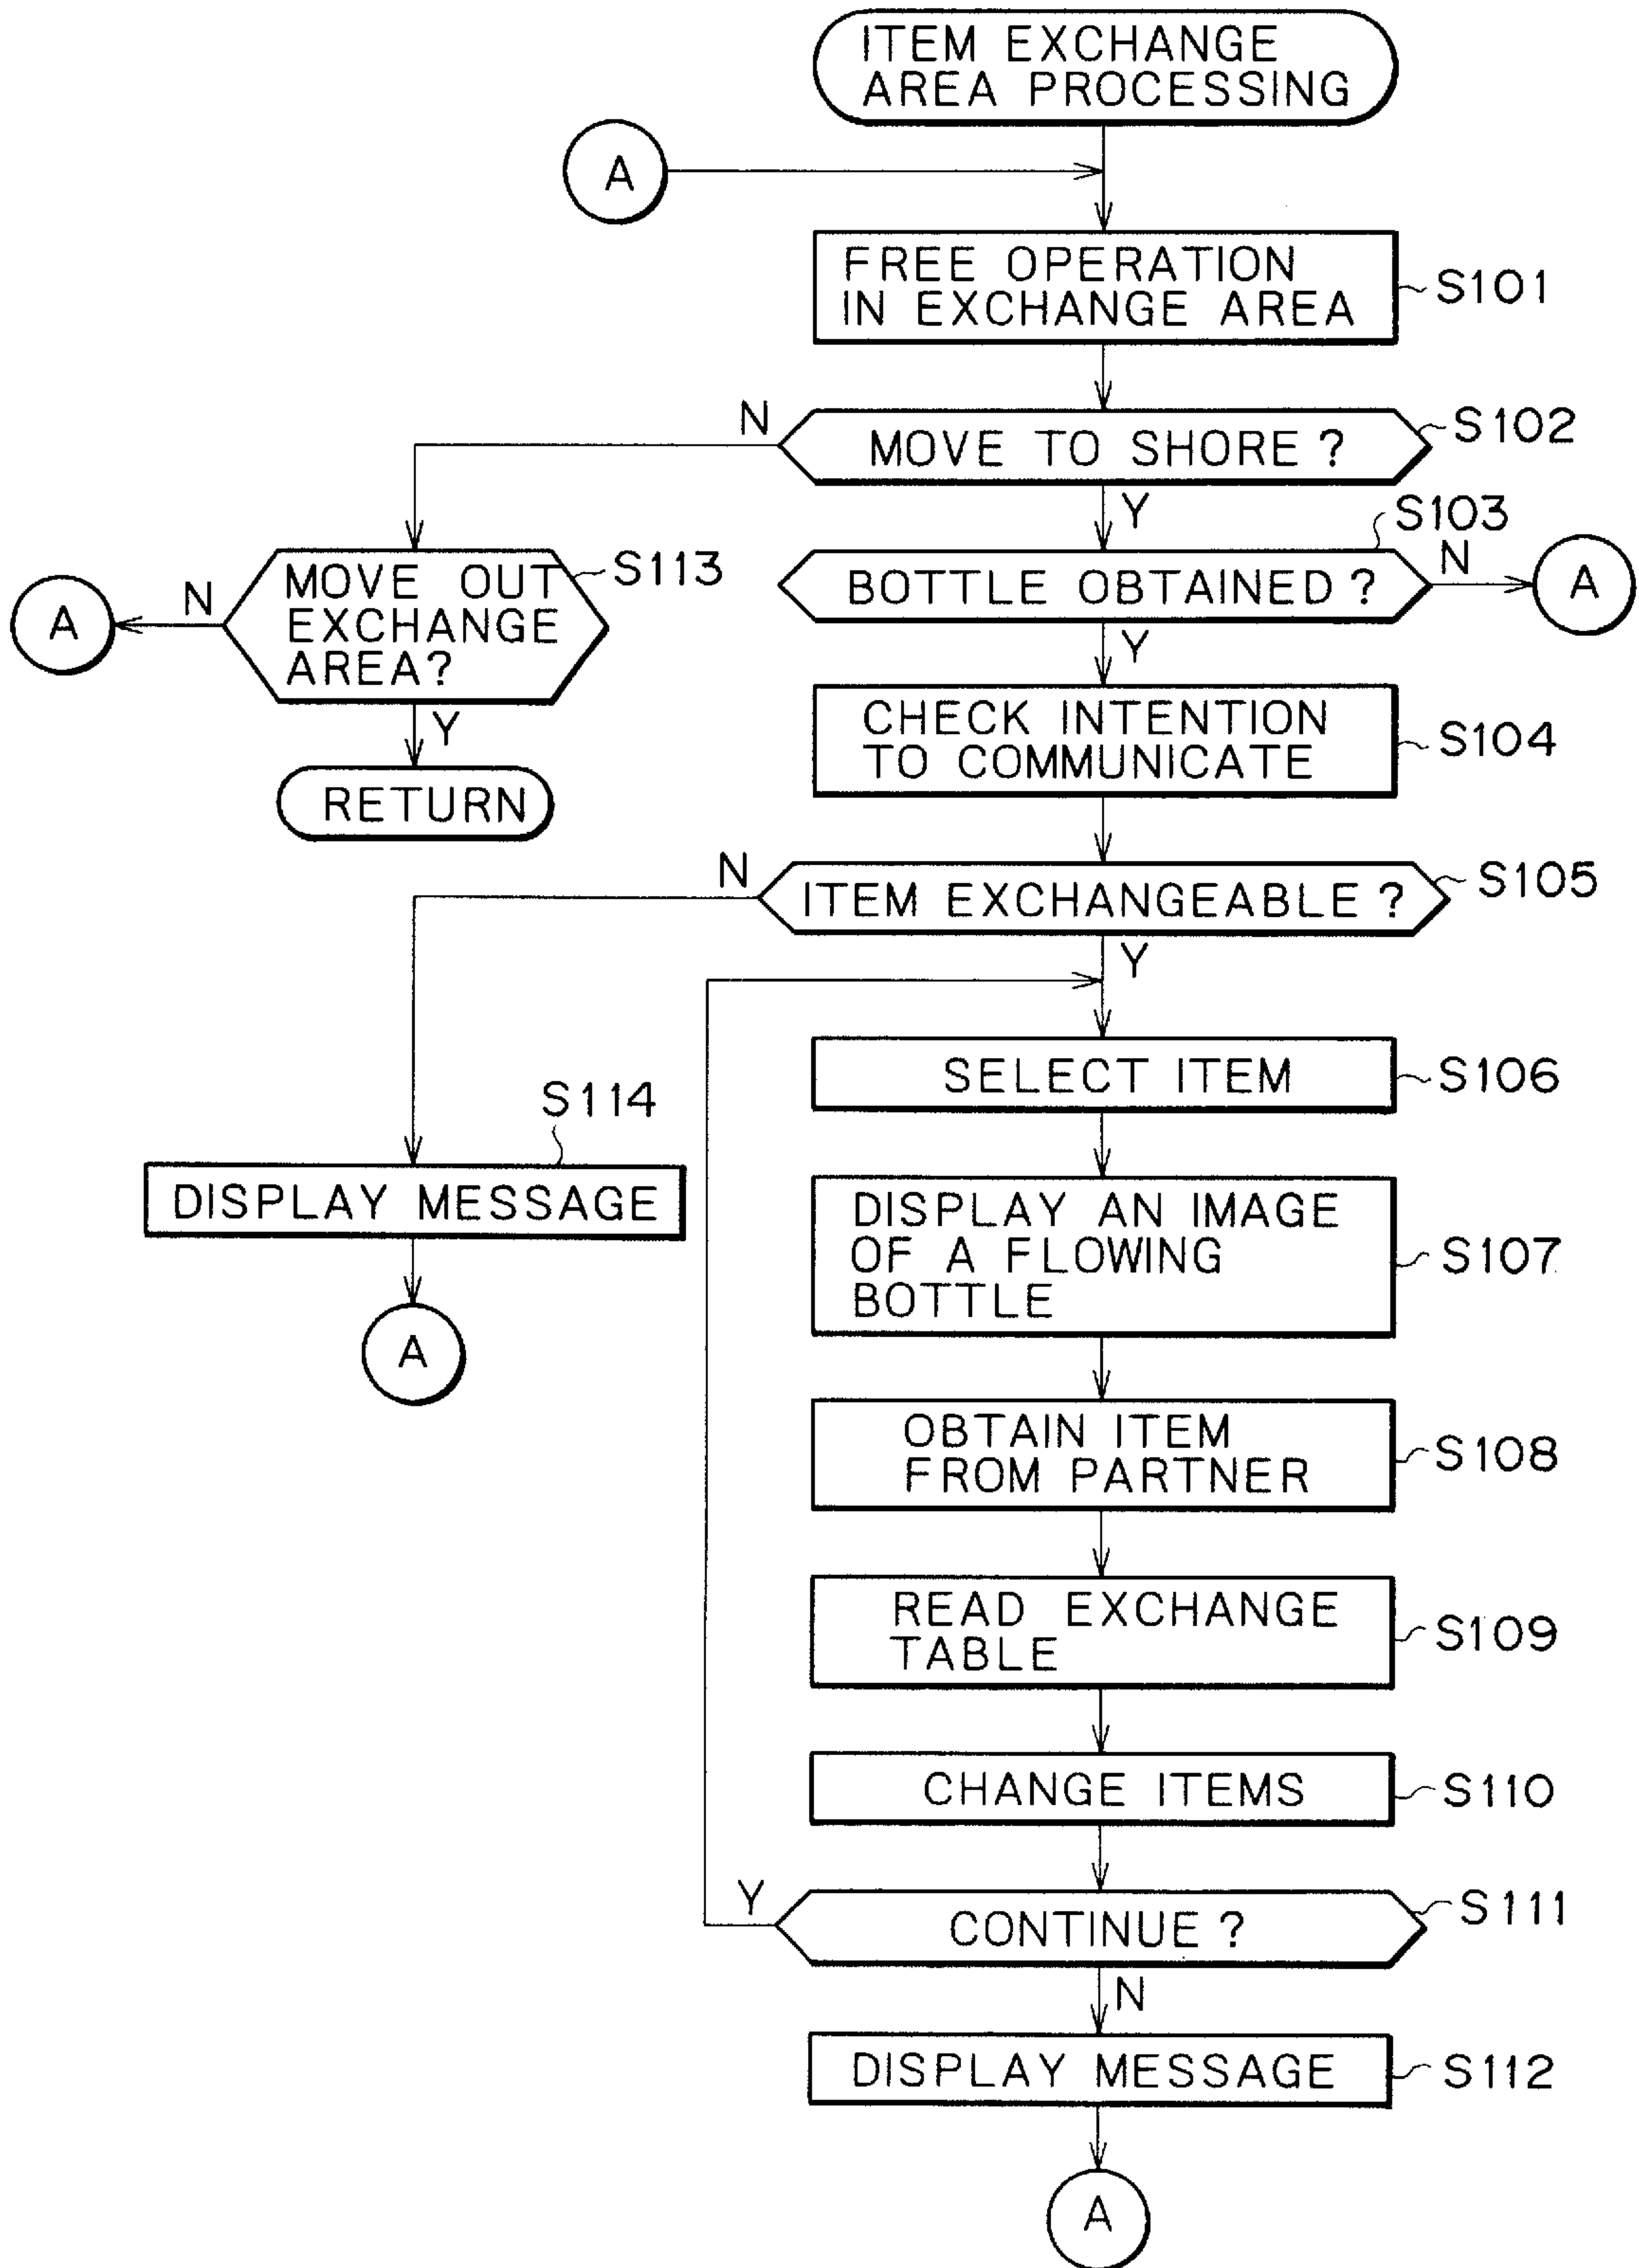 ITEM EXCHANGE
AREA PROCESSING
A
FREE OPERATION
IN EXCHANGE AREA
S101
N
MOVE TO SHORE ?
S102
Y
S103
BOTTLE OBTAINED ?
N
A
Y
MOVE OUT
EXCHANGE
AREA?
S113
N
A
Y
RETURN
CHECK INTENTION
TO COMMUNICATE
S104
N
ITEM EXCHANGEABLE ?
S105
Y
SELECT ITEM
S106
S114
DISPLAY MESSAGE
A
DISPLAY AN IMAGE
OF A FLOWING
BOTTLE
S107
OBTAIN ITEM
FROM PARTNER
S108
READ EXCHANGE
TABLE
S109
CHANGE ITEMS
S110
Y
CONTINUE ?
S111
N
DISPLAY MESSAGE
S112
A